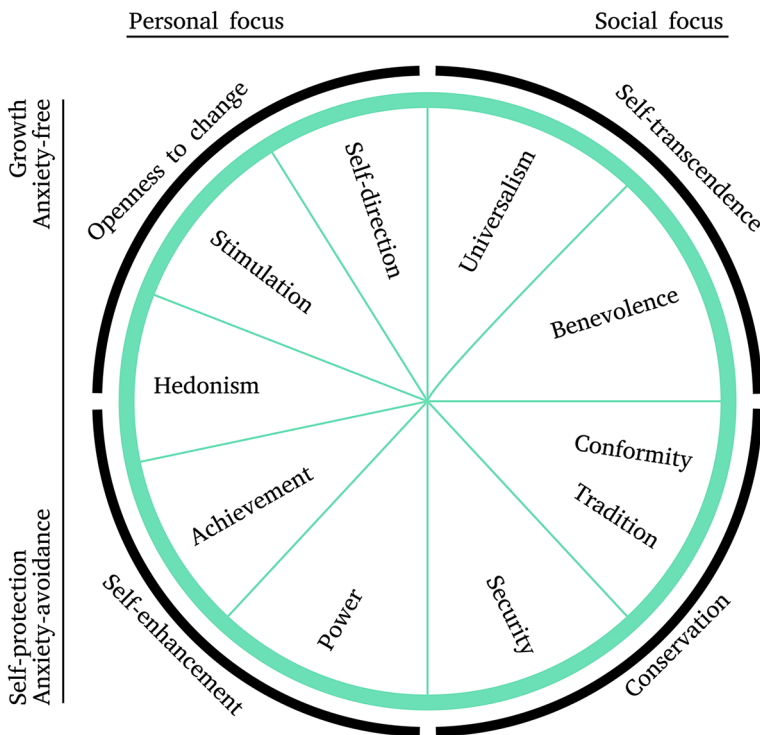 Personal focus
Social focus
Growth
Anxiety-free
Openness to change
Self-transcendence
Self-direction
Universalism
Stimulation
Benevolence
Hedonism
Conformity
Tradition
Achievement
Power
Security
Self-protection
Anxiety-avoidance
Self-enhancement
Conservation